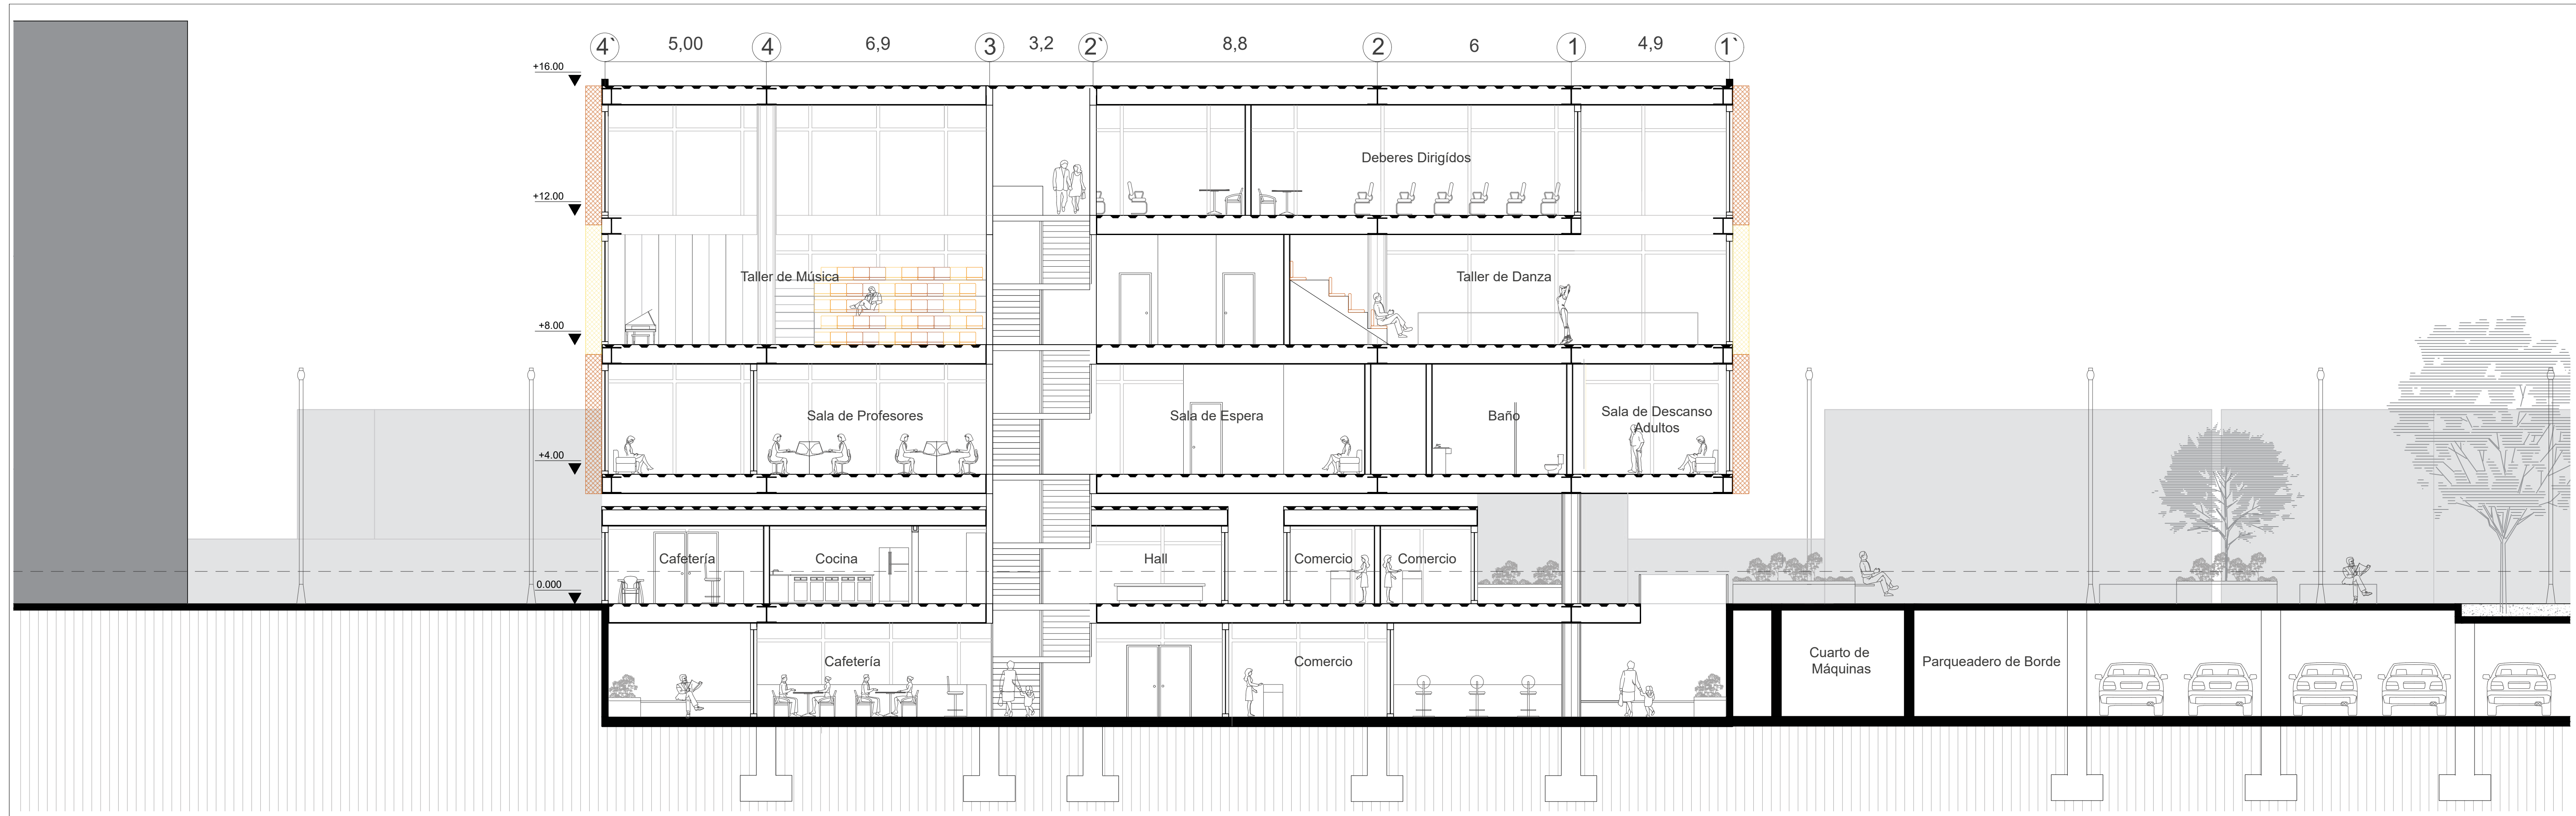 4` 5,00 4 6,9 3 3,2 2` 8,8 2 6 1 4,9 1`
+16.00
+12.00
Deberes Dirigídos
+8.00
Taller de Música
Taller de Danza
+4.00
Sala de Profesores
Sala de Espera
Baño
Sala de Descanso
Adultos
0.000
Cafetería
Cocina
Hall
Comercio
Comercio
Cafetería
Comercio
Cuarto de
Máquinas
Parqueadero de Borde